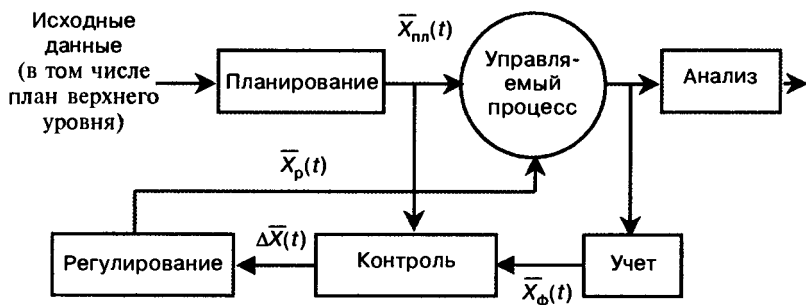 Исходные
данные
(в том числе
план верхнего
уровня)
Планирование
X̅пл(t)
Управля-
емый
процесс
Анализ
X̅р(t)
Регулирование
ΔX̅(t)
Контроль
X̅ф(t)
Учет